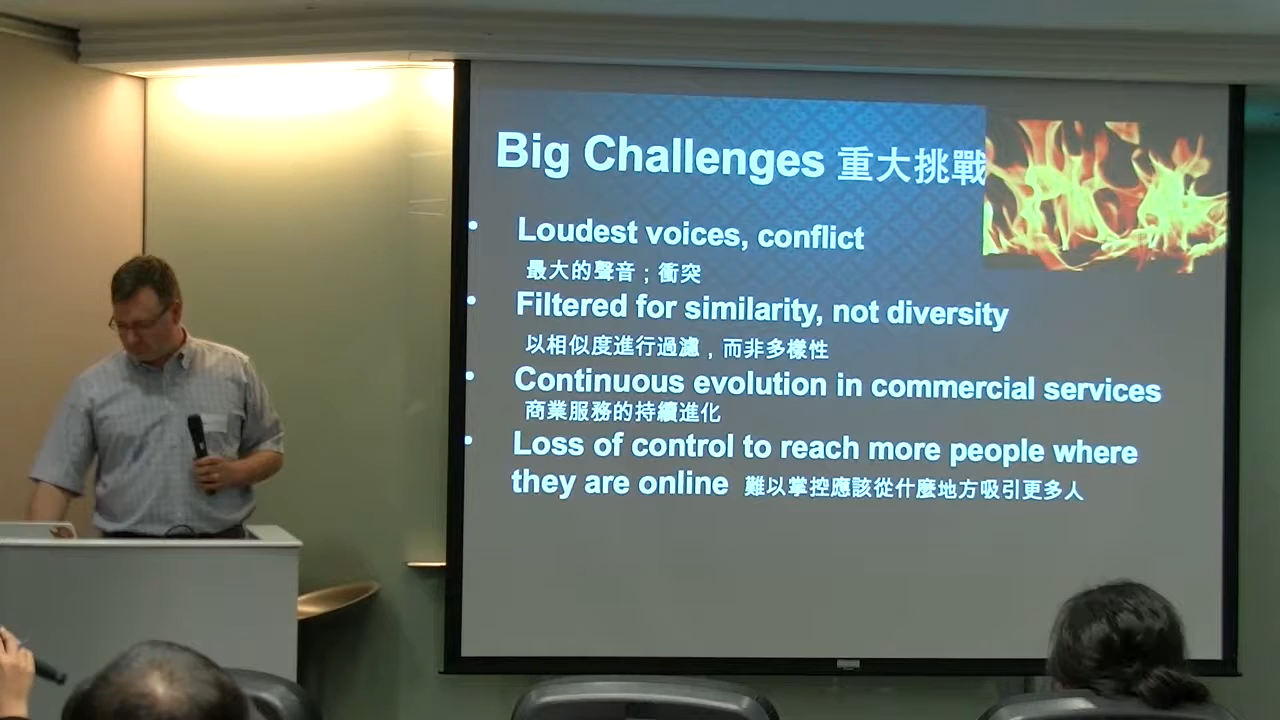 Big Challenges 重大挑戰
• Loudest voices, conflict
最大的聲音；衝突
• Filtered for similarity, not diversity
以相似度進行過濾，而非多樣性
• Continuous evolution in commercial services
商業服務的持續進化
• Loss of control to reach more people where
they are online 難以掌控應該從什麼地方吸引更多人